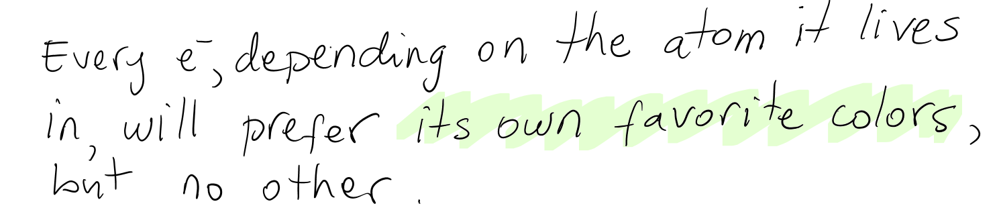 Every e⁻, depending on the atom it lives
in, will prefer its own favorite colors,
but no other.